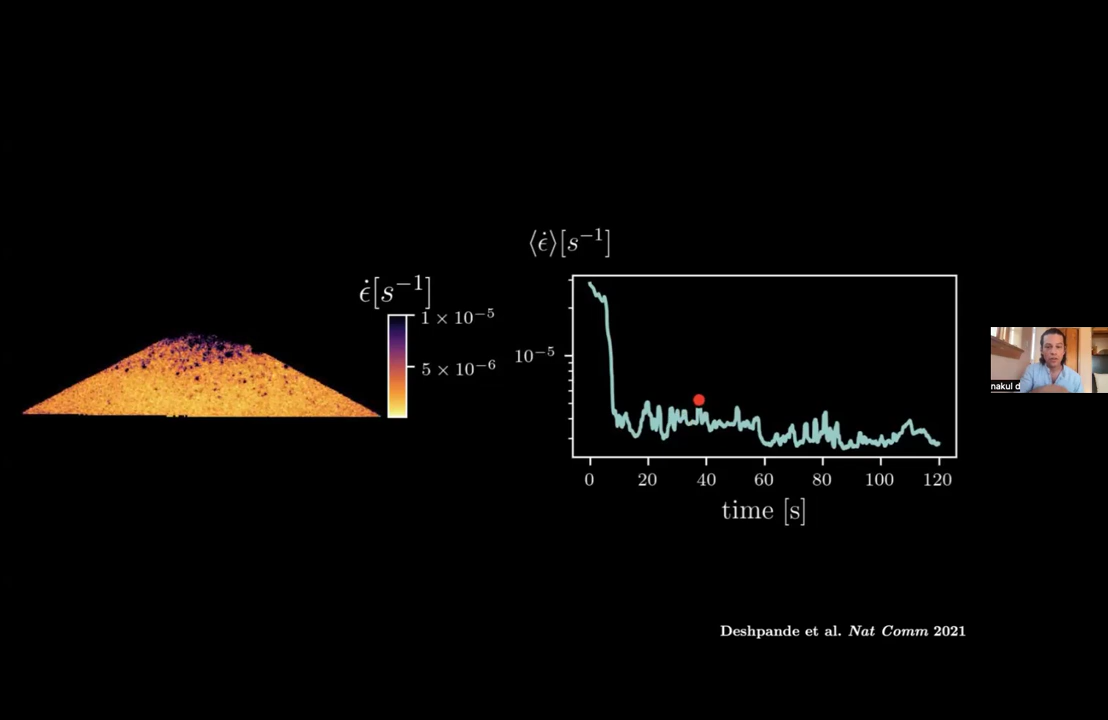 ⟨ϵ̇⟩[s⁻¹]
ϵ̇[s⁻¹]
1 × 10⁻⁵
5 × 10⁻⁶
10⁻⁵
0 20 40 60 80 100 120
time [s]
nakul d
Deshpande et al. Nat Comm 2021